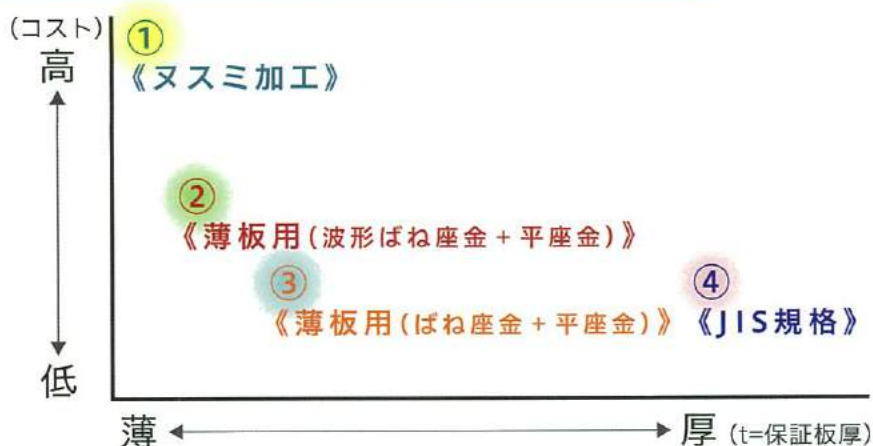 (コスト)
高
①
《ヌスミ加工》
②
《薄板用(波形ばね座金+平座金)》
③
《薄板用(ばね座金+平座金)》
④
《JIS規格》
低
薄
厚 (t=保証板厚)